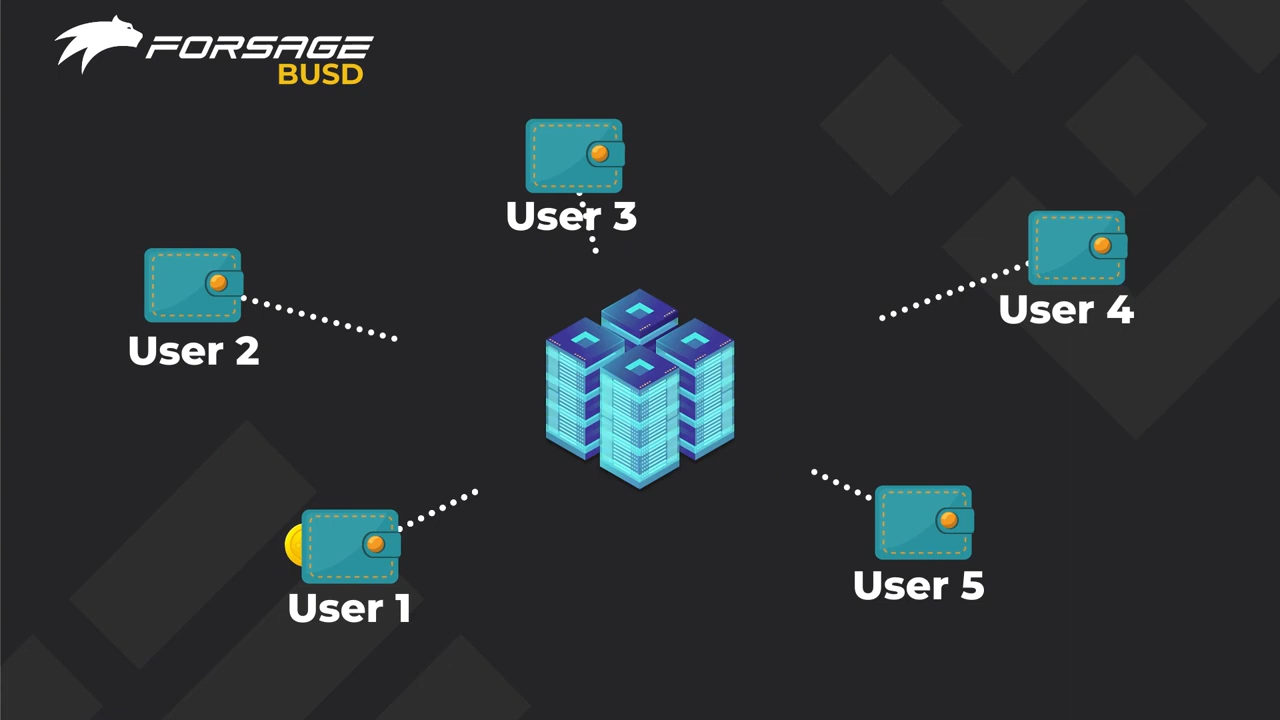 FORSAGE
BUSD
User 3
User 4
User 2
User 5
User 1